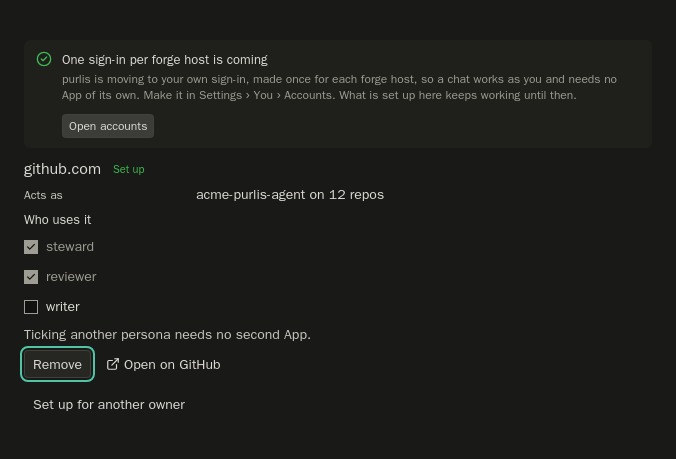 One sign-in per forge host is coming
purlis is moving to your own sign-in, made once for each forge host, so a chat works as you and needs no
App of its own. Make it in Settings › You › Accounts. What is set up here keeps working until then.
Open accounts
github.com Set up
Acts as acme-purlis-agent on 12 repos
Who uses it
steward
reviewer
writer
Ticking another persona needs no second App.
Remove Open on GitHub
Set up for another owner